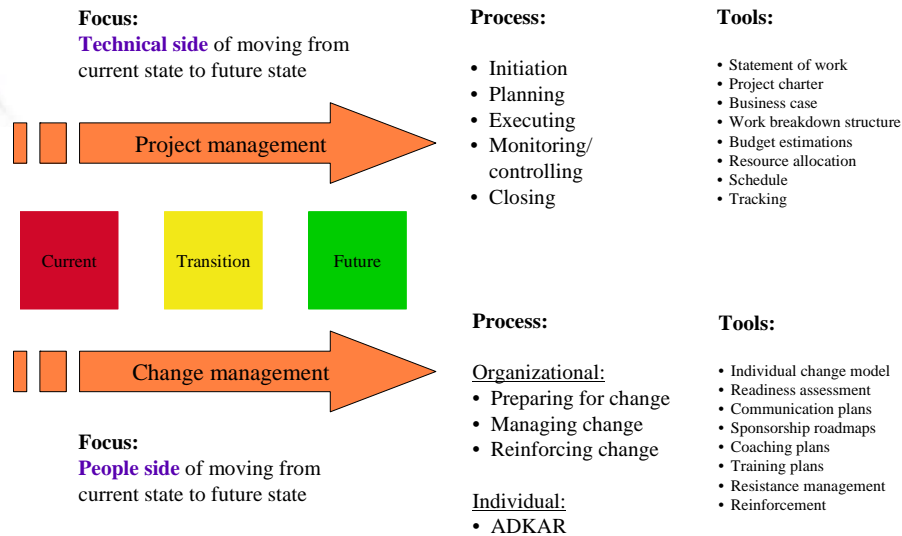 Focus:
Technical side of moving from
current state to future state
Project management
Process:
• Initiation
• Planning
• Executing
• Monitoring/
controlling
• Closing
Tools:
• Statement of work
• Project charter
• Business case
• Work breakdown structure
• Budget estimations
• Resource allocation
• Schedule
• Tracking
Current
Transition
Future
Change management
Focus:
People side of moving from
current state to future state
Process:
Organizational:
• Preparing for change
• Managing change
• Reinforcing change
Individual:
• ADKAR
Tools:
• Individual change model
• Readiness assessment
• Communication plans
• Sponsorship roadmaps
• Coaching plans
• Training plans
• Resistance management
• Reinforcement